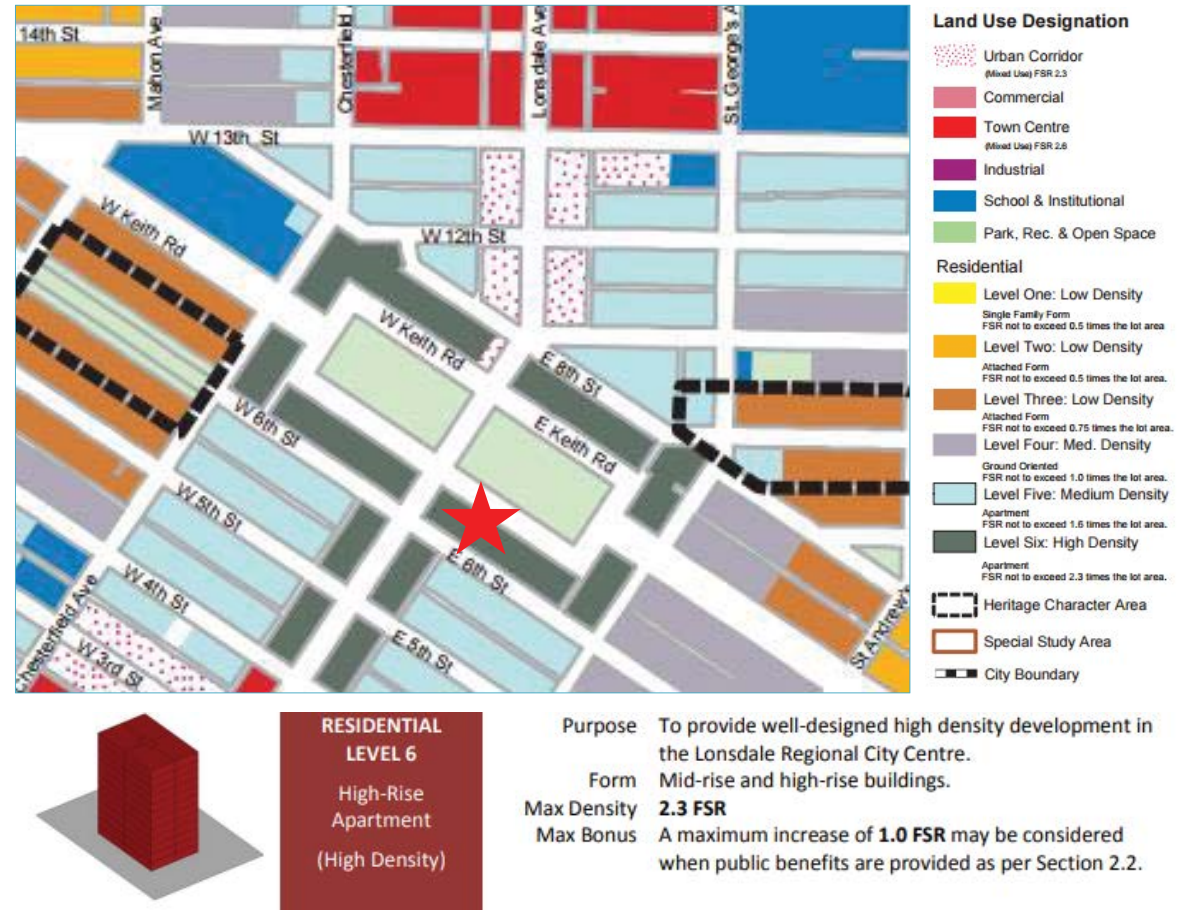 14th St
Mahon Ave
Chesterfield
Lonsdale Ave
St. George's A
W 13th St
W Keith Rd
W 12th St
W Keith Rd
E 8th St
E Keith Rd
W 6th St
W 5th St
E 6th St
W 4th St
E 5th St
W 3rd St
Chesterfield Ave
St Andrew's
Land Use Designation
Urban Corridor
(Mixed Use) FSR 2.3
Commercial
Town Centre
(Mixed Use) FSR 2.6
Industrial
School & Institutional
Park, Rec. & Open Space
Residential
Level One: Low Density
Single Family Form
FSR not to exceed 0.5 times the lot area
Level Two: Low Density
Attached Form
FSR not to exceed 0.5 times the lot area.
Level Three: Low Density
Attached Form
FSR not to exceed 0.75 times the lot area.
Level Four: Med. Density
Ground Oriented
FSR not to exceed 1.0 times the lot area.
Level Five: Medium Density
Apartment
FSR not to exceed 1.6 times the lot area.
Level Six: High Density
Apartment
FSR not to exceed 2.3 times the lot area.
Heritage Character Area
Special Study Area
City Boundary
RESIDENTIAL
LEVEL 6
High-Rise
Apartment
(High Density)
Purpose To provide well-designed high density development in
the Lonsdale Regional City Centre.
Form Mid-rise and high-rise buildings.
Max Density 2.3 FSR
Max Bonus A maximum increase of 1.0 FSR may be considered
when public benefits are provided as per Section 2.2.